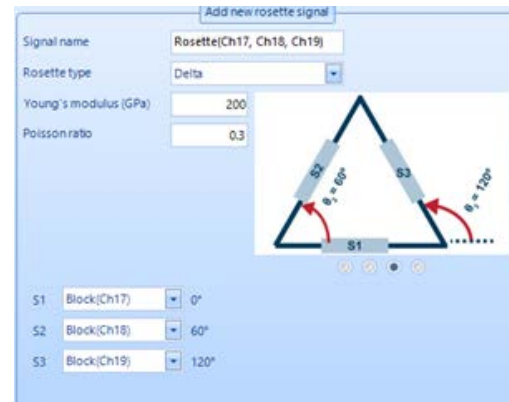 Add new rosette signal
Signal name Rosette(Ch17, Ch18, Ch19)
Rosette type Delta
Young's modulus (GPa) 200
Poisson ratio 0.3
S2
θ₂ = 60°
S3
θ₃ = 120°
S1
S1 Block(Ch17) 0°
S2 Block(Ch18) 60°
S3 Block(Ch19) 120°